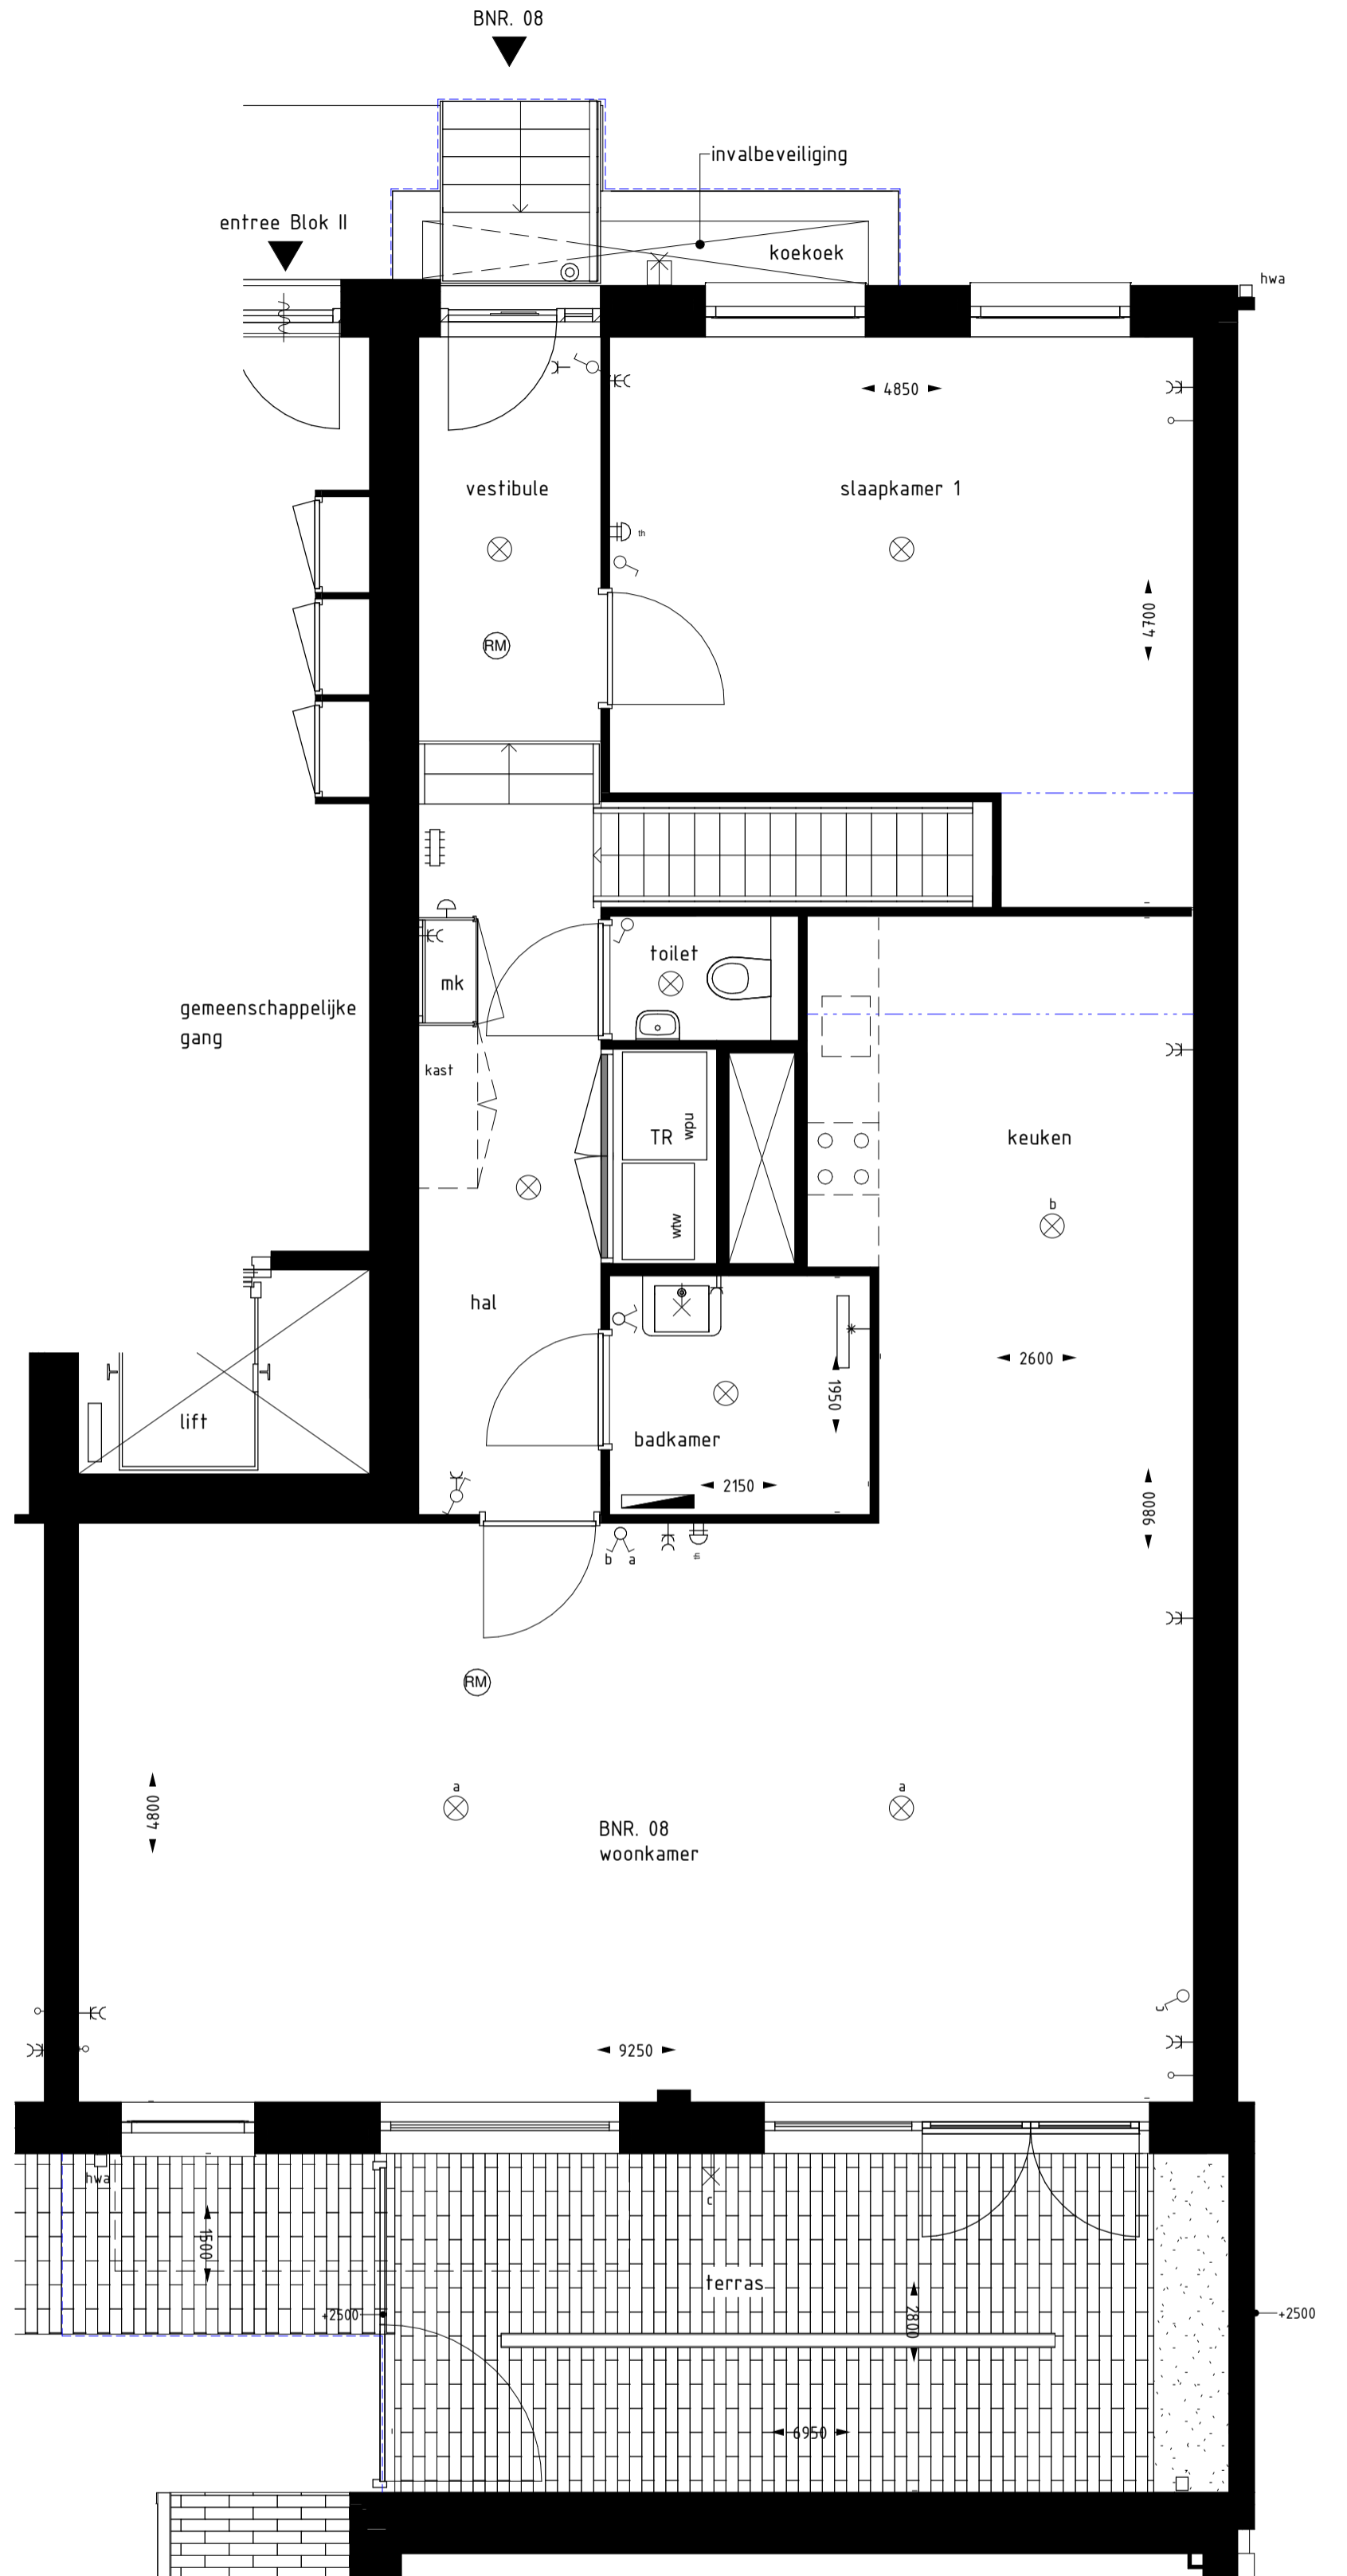 BNR. 08
invalbeveiliging
entree Blok II
koekoek
hwa
4850
vestibule
slaapkamer 1
th
4700
RM
toilet
mk
gemeenschappelijke
gang
kast
TR
wpu
keuken
b
wtw
hal
2600
1950
lift
badkamer
2150
9800
b a
RM
a
a
4800
BNR. 08
woonkamer
c
9250
hwa
c
1500
terras
+2500
2800
+2500
6950